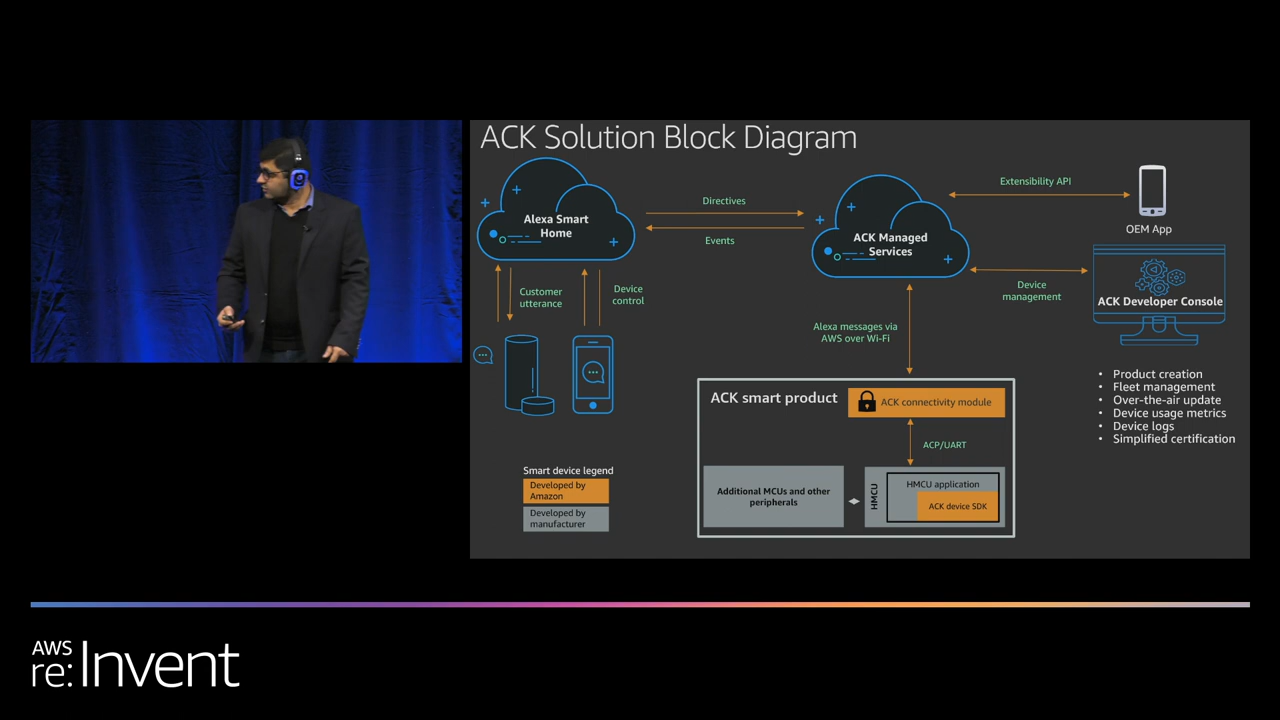 ACK Solution Block Diagram
Alexa Smart
Home
Directives
Events
ACK Managed
Services
Extensibility API
OEM App
Customer
utterance
Device
control
Device
management
ACK Developer Console
Alexa messages via
AWS over Wi-Fi
• Product creation
• Fleet management
• Over-the-air update
• Device usage metrics
• Device logs
• Simplified certification
ACK smart product
ACK connectivity module
ACP/UART
Additional MCUs and other
peripherals
HMCU
HMCU application
ACK device SDK
Smart device legend
Developed by
Amazon
Developed by
manufacturer
AWS
re:Invent